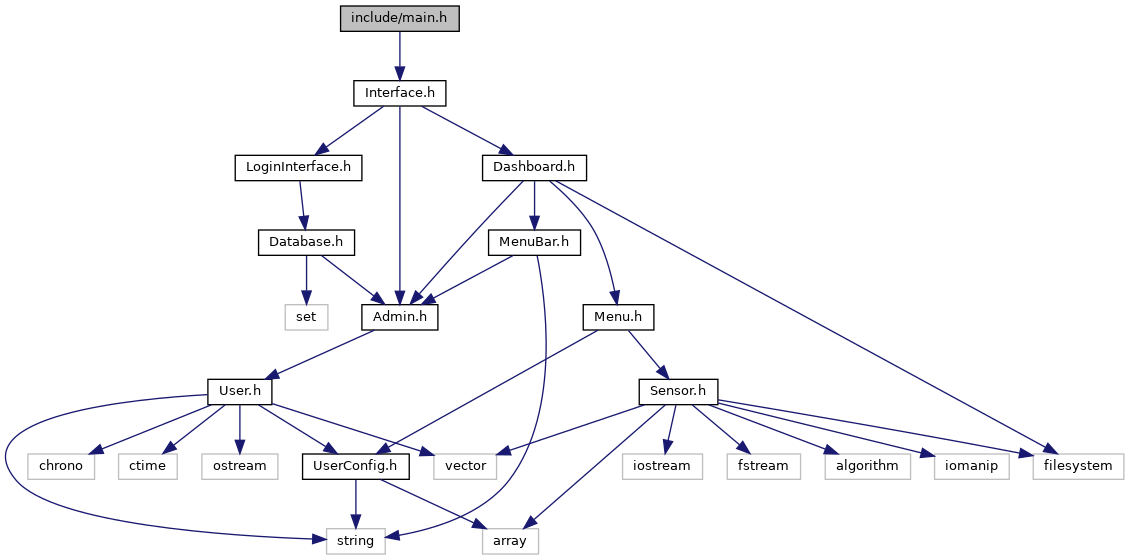 include/main.h
Interface.h
LoginInterface.h
Dashboard.h
Database.h
MenuBar.h
set
Admin.h
Menu.h
User.h
Sensor.h
chrono
ctime
ostream
UserConfig.h
vector
iostream
fstream
algorithm
iomanip
filesystem
string
array